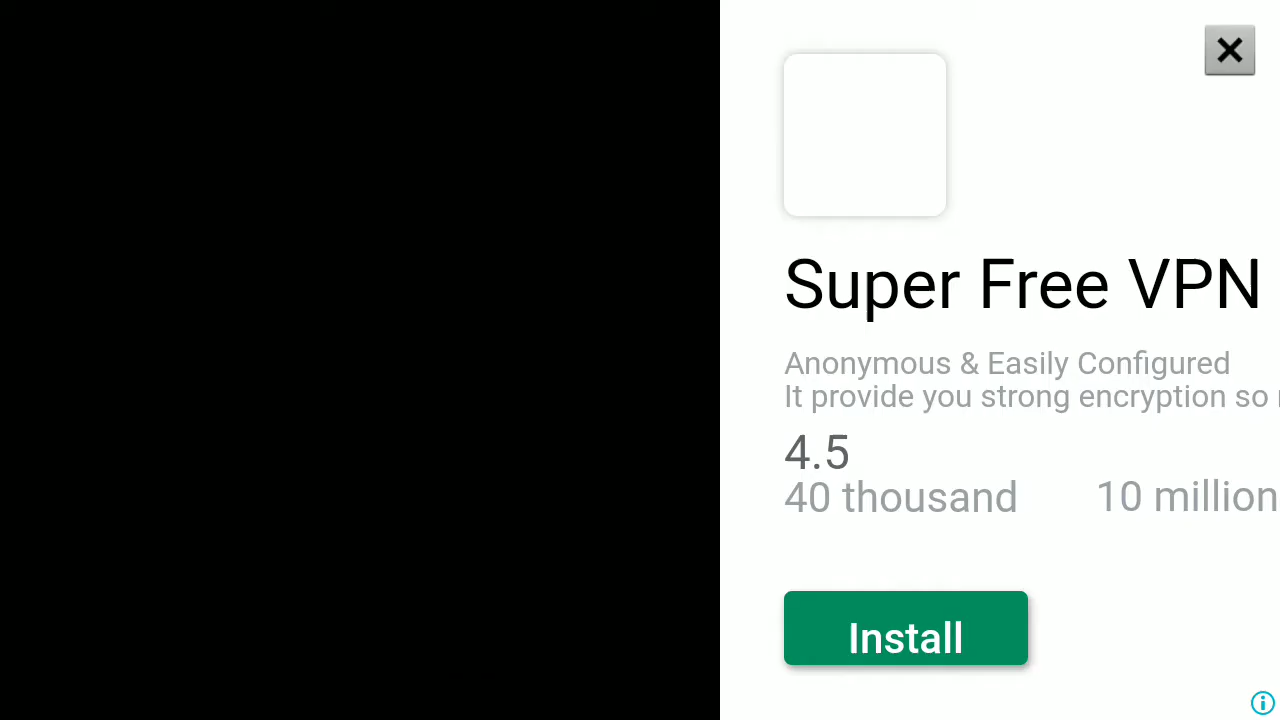 Super Free VPN
Anonymous & Easily Configured
It provide you strong encryption so
4.5
40 thousand 10 million
Install